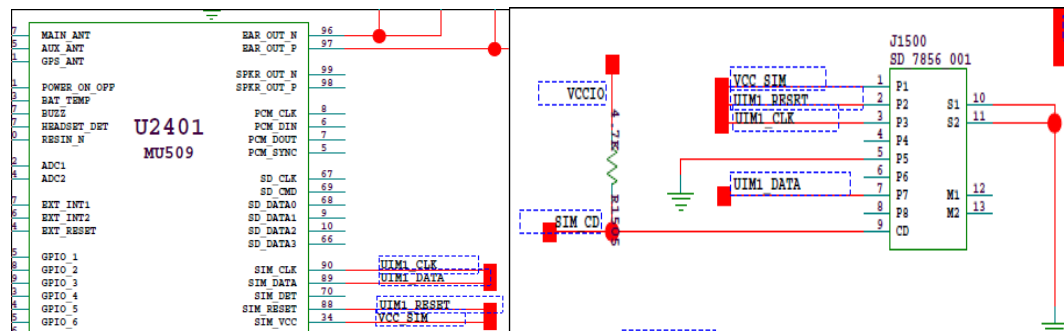 MAIN_ANT
AUX_ANT
GPS_ANT
POWER_ON_OFF
BAT_TEMP
BUZZ
HEADSET_DET
RESIN_N
ADC1
ADC2
EXT_INT1
EXT_INT2
EXT_RESET
GPIO_1
GPIO_2
GPIO_3
GPIO_4
GPIO_5
GPIO_6
U2401
MU509
EAR_OUT_N 96
EAR_OUT_P 97
SPKR_OUT_N 99
SPKR_OUT_P 98
PCM_CLK 8
PCM_DIN 6
PCM_DOUT 7
PCM_SYNC 5
SD_CLK 67
SD_CMD 69
SD_DATA0 68
SD_DATA1 9
SD_DATA2 10
SD_DATA3 66
SIM_CLK 90 UIM1_CLK
SIM_DATA 89 UIM1_DATA
SIM_DET 70
SIM_RESET 88 UIM1_RESET
SIM_VCC 34 VCC_SIM
VCCIO
4.7K
R1505
SIM_CD
J1500
SD_7856_001
VCC_SIM 1 P1
UIM1_RESET 2 P2
UIM1_CLK 3 P3
4 P4
5 P5
6 P6
UIM1_DATA 7 P7
8 P8
9 CD
S1 10
S2 11
M1 12
M2 13